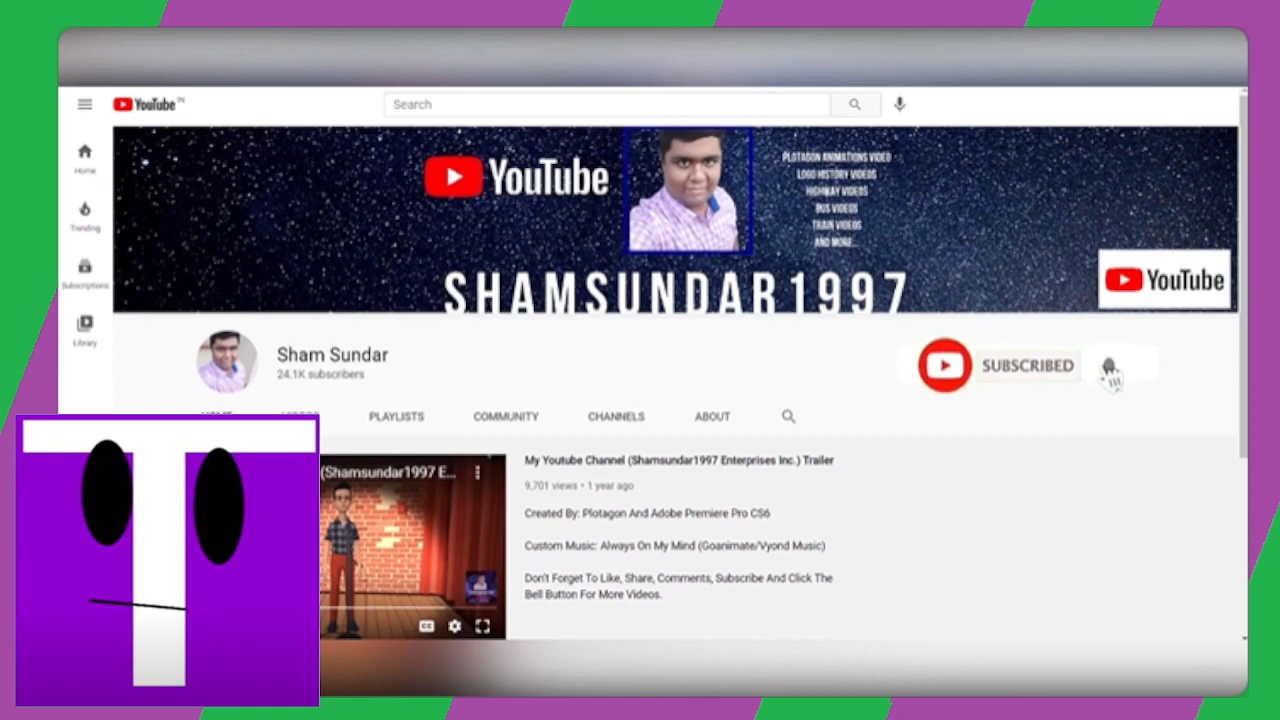 YouTube
IN
Search
Home
Trending
Subscriptions
Library
YouTube
PLOTAGON ANIMATIONS VIDEO
LOGO HISTORY VIDEOS
HIGHWAY VIDEOS
BUS VIDEOS
TRAIN VIDEOS
AND MORE...
SHAMSUNDAR1997
YouTube
Sham Sundar
24.1K subscribers
SUBSCRIBED
HOME VIDEOS PLAYLISTS COMMUNITY CHANNELS ABOUT
(Shamsundar1997 E...
CC
My Youtube Channel (Shamsundar1997 Enterprises Inc.) Trailer
9,701 views • 1 year ago
Created By: Plotagon And Adobe Premiere Pro CS6
Custom Music: Always On My Mind (Goanimate/Vyond Music)
Don't Forget To Like, Share, Comments, Subscribe And Click The
Bell Button For More Videos.
T